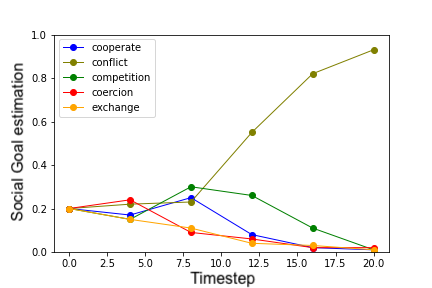 1.0
0.8
0.6
0.4
0.2
0.0
Social Goal estimation
cooperate
conflict
competition
coercion
exchange
0.0 2.5 5.0 7.5 10.0 12.5 15.0 17.5 20.0
Timestep